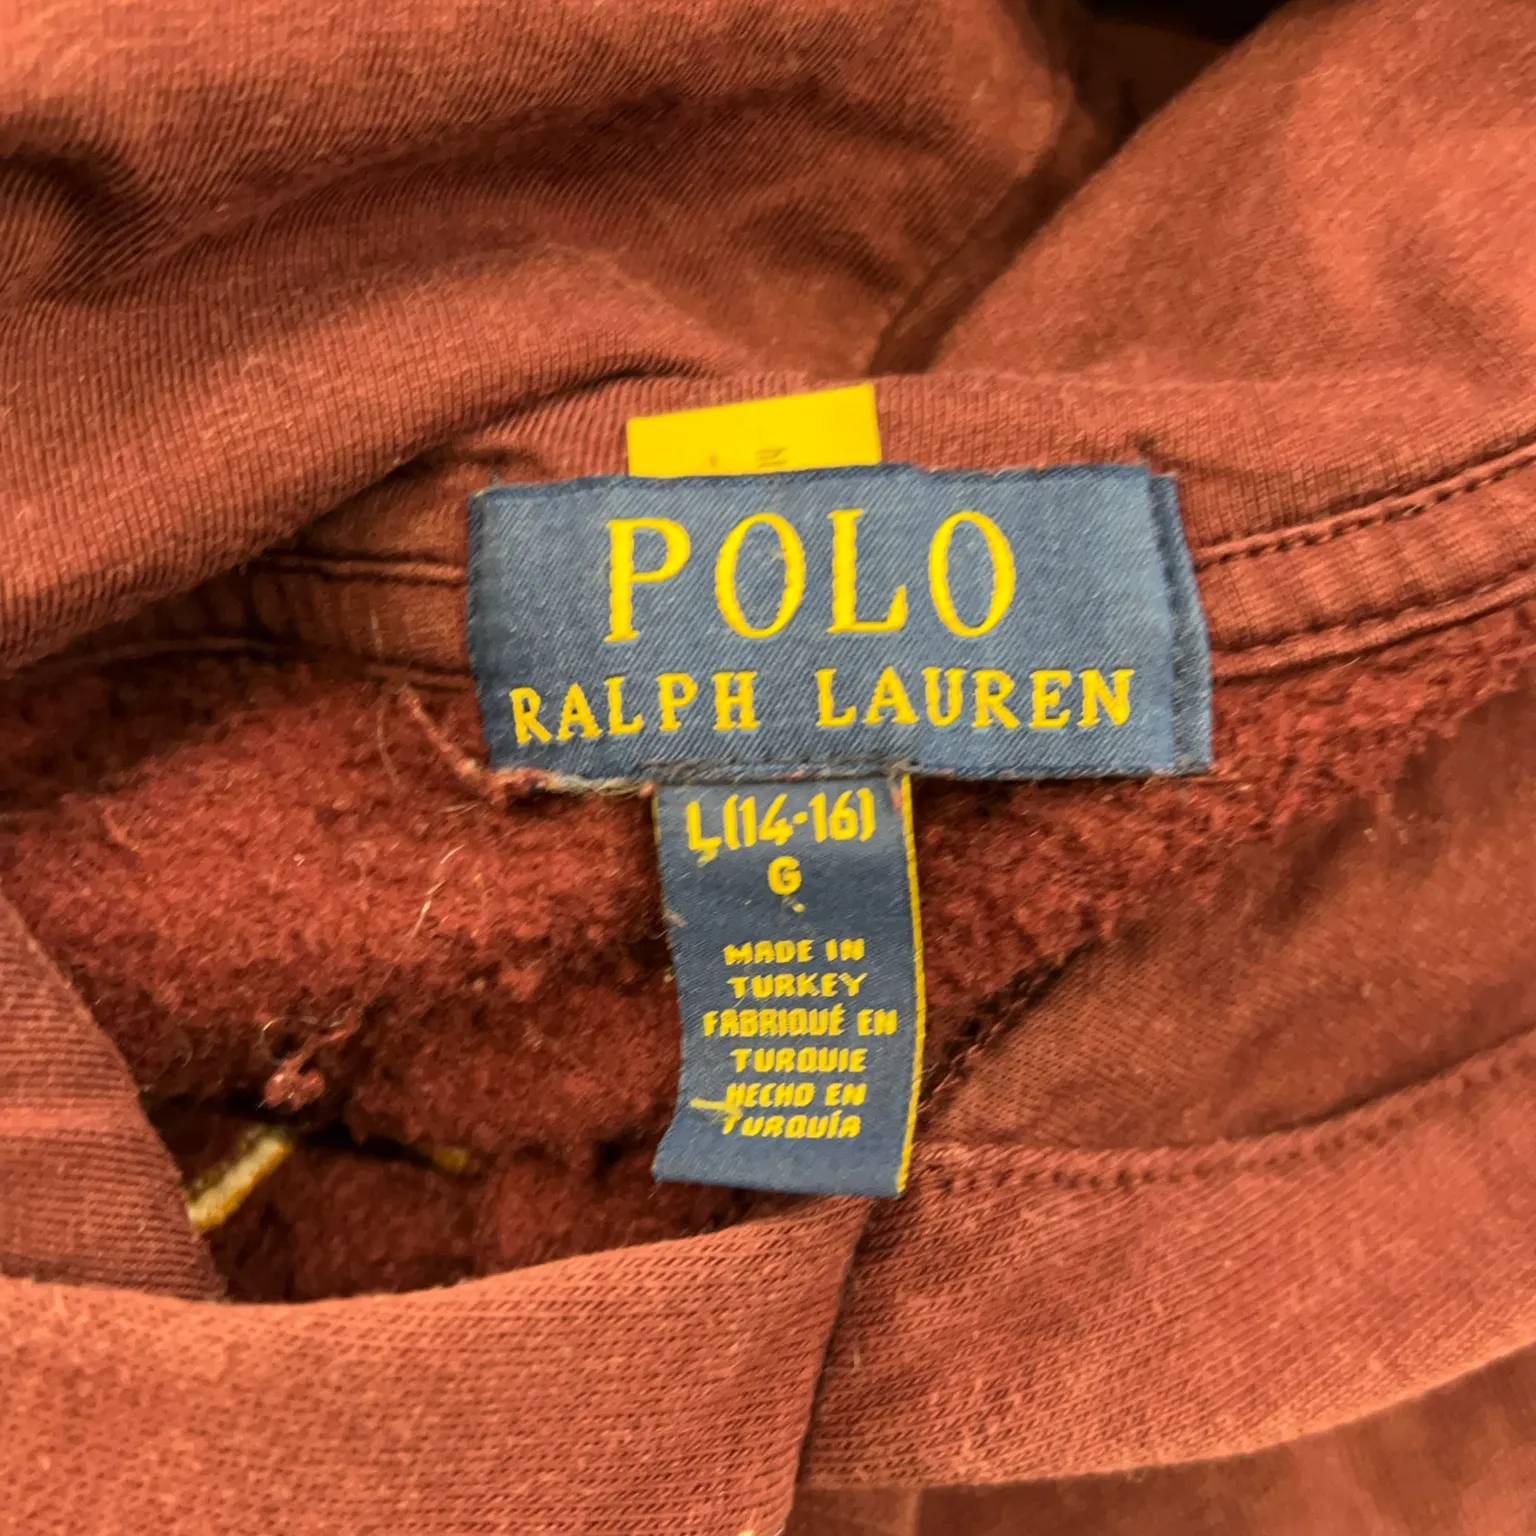 POLO
RALPH LAUREN
L(14-16)
G
MADE IN
TURKEY
FABRIQUÉ EN
TURQUIE
HECHO EN
TURQUÍA